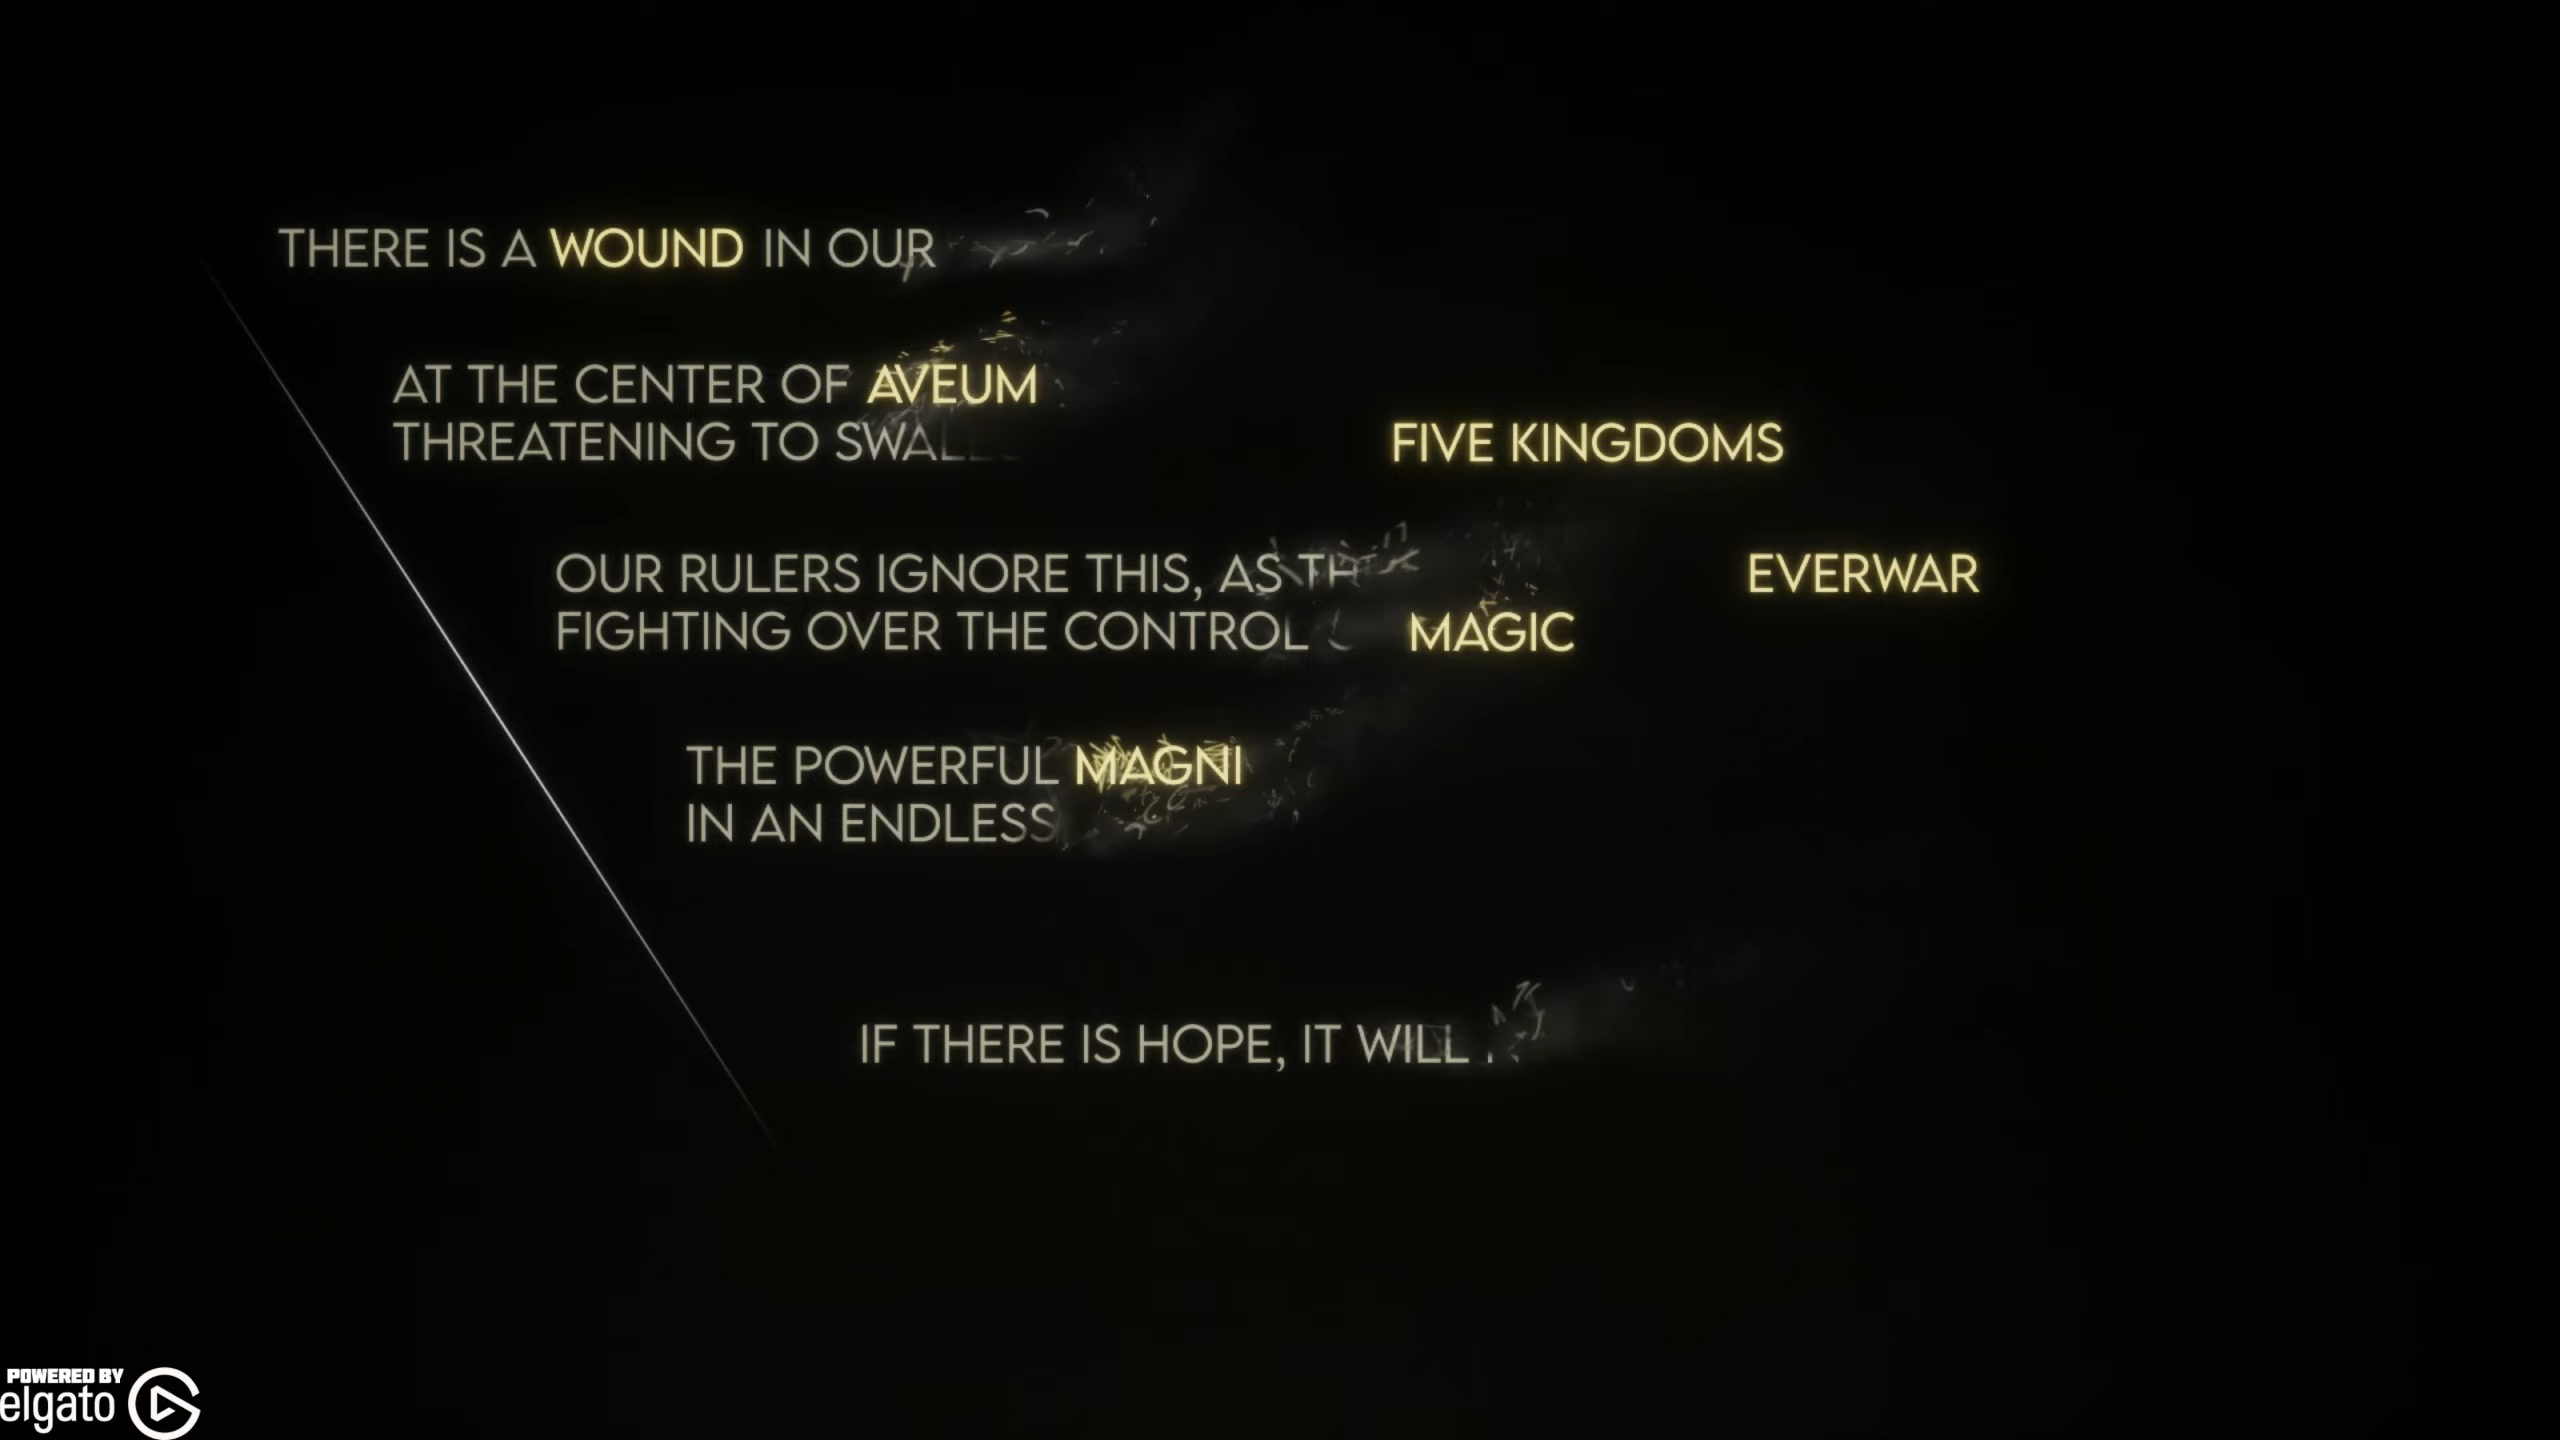 THERE IS A WOUND IN OUR
AT THE CENTER OF AVEUM
THREATENING TO FIVE KINGDOMS
OUR RULERS IGNORE THIS, AS EVERWAR
FIGHTING OVER THE CONTROL MAGIC
THE POWERFUL MAGNI
IN AN ENDLESS
IF THERE IS HOPE, IT WILL
POWERED BY
elgato